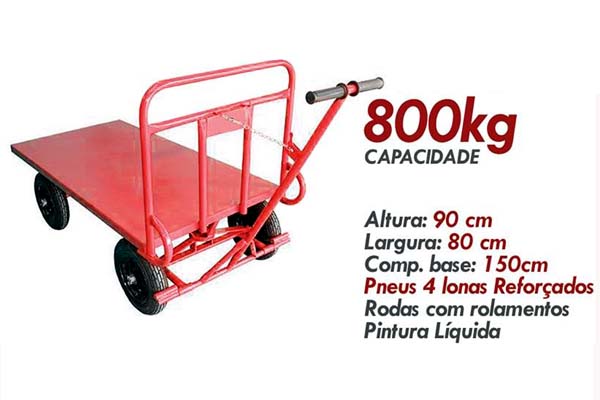 800kg
CAPACIDADE
Altura: 90 cm
Largura: 80 cm
Comp. base: 150cm
Pneus 4 lonas Reforçados
Rodas com rolamentos
Pintura Líquida